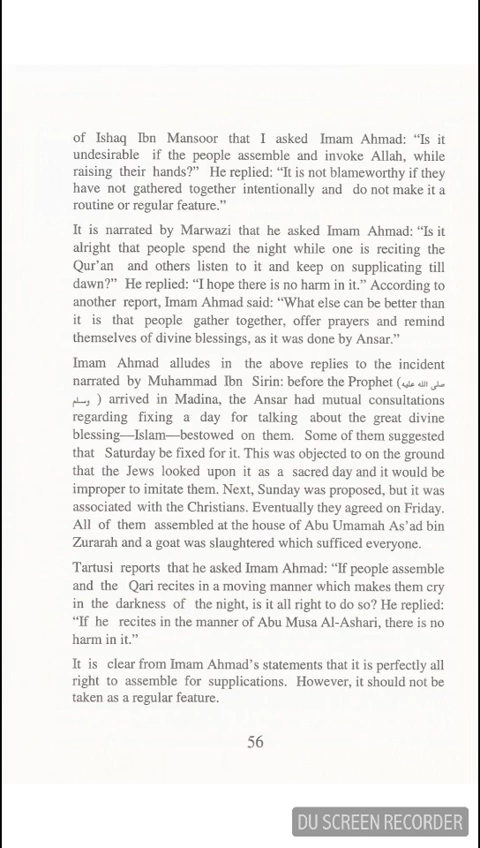 of Ishaq Ibn Mansoor that I asked Imam Ahmad: “Is it
undesirable if the people assemble and invoke Allah, while
raising their hands?” He replied: “It is not blameworthy if they
have not gathered together intentionally and do not make it a
routine or regular feature.”
It is narrated by Marwazi that he asked Imam Ahmad: “Is it
alright that people spend the night while one is reciting the
Qur’an and others listen to it and keep on supplicating till
dawn?” He replied: “I hope there is no harm in it.” According to
another report, Imam Ahmad said: “What else can be better than
it is that people gather together, offer prayers and remind
themselves of divine blessings, as it was done by Ansar.”
Imam Ahmad alludes in the above replies to the incident
narrated by Muhammad Ibn Sirin: before the Prophet (صلى الله عليه
وسلم ) arrived in Madina, the Ansar had mutual consultations
regarding fixing a day for talking about the great divine
blessing—Islam—bestowed on them. Some of them suggested
that Saturday be fixed for it. This was objected to on the ground
that the Jews looked upon it as a sacred day and it would be
improper to imitate them. Next, Sunday was proposed, but it was
associated with the Christians. Eventually they agreed on Friday.
All of them assembled at the house of Abu Umamah As’ad bin
Zurarah and a goat was slaughtered which sufficed everyone.
Tartusi reports that he asked Imam Ahmad: “If people assemble
and the Qari recites in a moving manner which makes them cry
in the darkness of the night, is it all right to do so? He replied:
“If he recites in the manner of Abu Musa Al-Ashari, there is no
harm in it.”
It is clear from Imam Ahmad’s statements that it is perfectly all
right to assemble for supplications. However, it should not be
taken as a regular feature.
56
DU SCREEN RECORDER